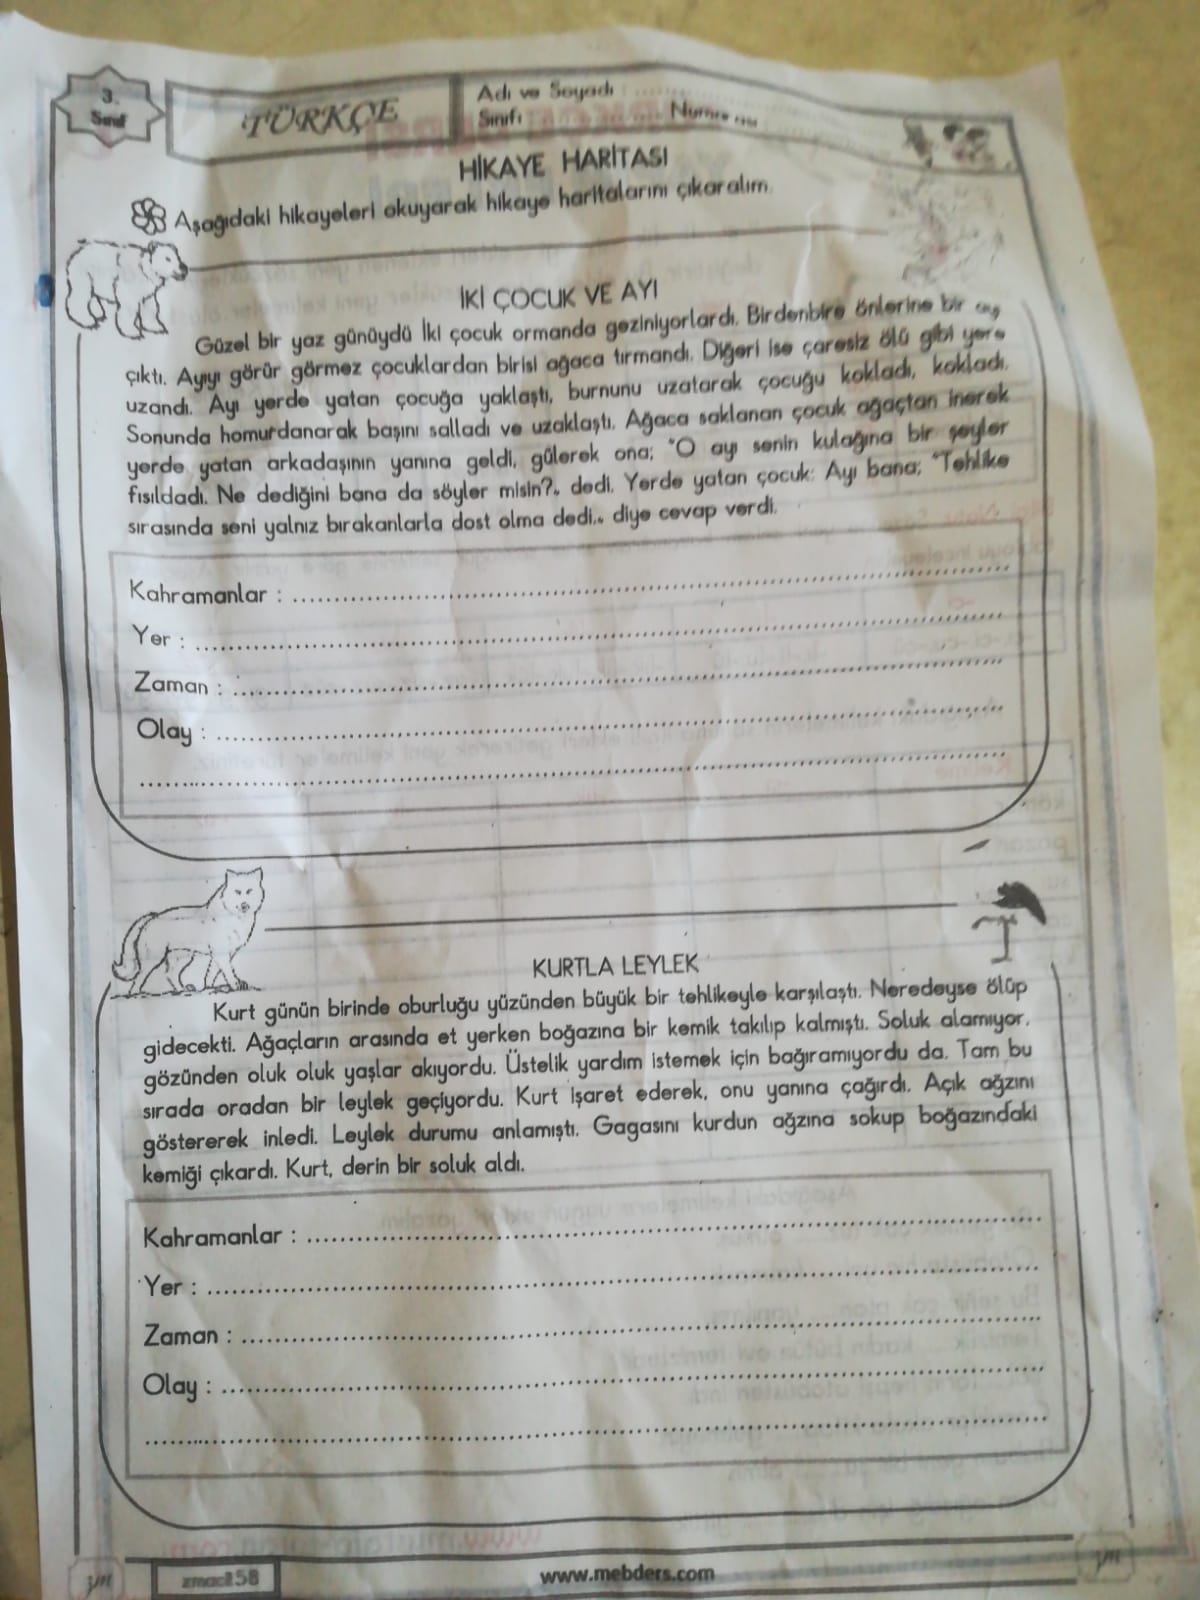 3.
Sınıf
TÜRKÇE
Adı ve Soyadı : ..............................
Sınıfı
HİKAYE HARİTASI
Aşağıdaki hikayeleri okuyarak hikaye haritalarını çıkaralım.
İKİ ÇOCUK VE AYI
Güzel bir yaz günüydü İki çocuk ormanda geziniyorlardı. Birdenbire önlerine bir ayı
çıktı. Ayıyı görür görmez çocuklardan birisi ağaca tırmandı. Diğeri ise çaresiz ölü gibi yere
uzandı. Ayı yerde yatan çocuğa yaklaştı, burnunu uzatarak çocuğu kokladı, kokladı.
Sonunda homurdanarak başını salladı ve uzaklaştı. Ağaca saklanan çocuk ağaçtan inerek
yerde yatan arkadaşının yanına geldi, gülerek ona; "O ayı senin kulağına bir şeyler
fısıldadı. Ne dediğini bana da söyler misin?„ dedi. Yerde yatan çocuk: Ayı bana; "Tehlike
sırasında seni yalnız bırakanlarla dost olma dedi.„ diye cevap verdi.
Kahramanlar : ..............................
Yer : ..............................
Zaman : ..............................
Olay : ..............................
KURTLA LEYLEK
Kurt günün birinde oburluğu yüzünden büyük bir tehlikeyle karşılaştı. Neredeyse ölüp
gidecekti. Ağaçların arasında et yerken boğazına bir kemik takılıp kalmıştı. Soluk alamıyor,
gözünden oluk oluk yaşlar akıyordu. Üstelik yardım istemek için bağıramıyordu da. Tam bu
sırada oradan bir leylek geçiyordu. Kurt işaret ederek, onu yanına çağırdı. Açık ağzını
göstererek inledi. Leylek durumu anlamıştı. Gagasını kurdun ağzına sokup boğazındaki
kemiği çıkardı. Kurt, derin bir soluk aldı.
Kahramanlar : ..............................
Yer : ..............................
Zaman : ..............................
Olay : ..............................
zmacit58
www.mebders.com